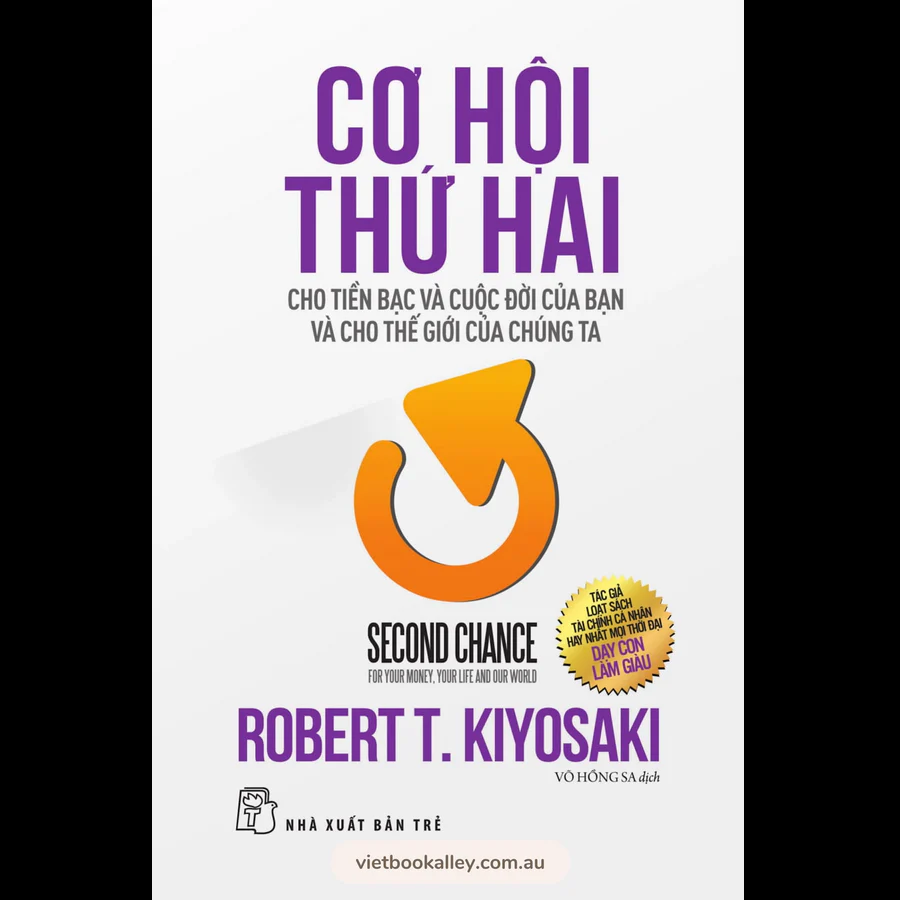 CƠ HỘI
THỨ HAI
CHO TIỀN BẠC VÀ CUỘC ĐỜI CỦA BẠN
VÀ CHO THẾ GIỚI CỦA CHÚNG TA
SECOND CHANCE
FOR YOUR MONEY, YOUR LIFE AND OUR WORLD
TÁC GIẢ
LOẠT SÁCH
TÀI CHÍNH CÁ NHÂN
HAY NHẤT MỌI THỜI ĐẠI
DẠY CON
LÀM GIÀU
ROBERT T. KIYOSAKI
VÕ HỒNG SA dịch
T
NHÀ XUẤT BẢN TRẺ
vietbookalley.com.au